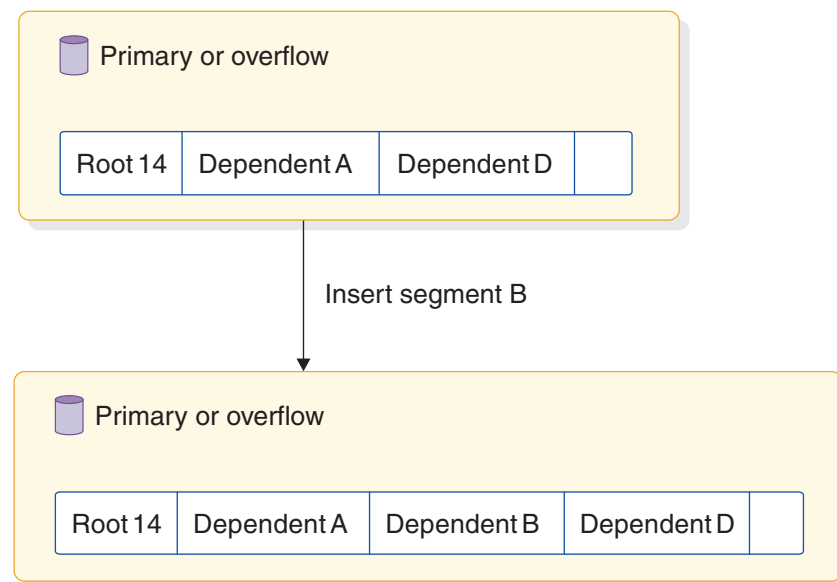 Primary or overflow
Root 14 Dependent A Dependent D
Insert segment B
Primary or overflow
Root 14 Dependent A Dependent B Dependent D